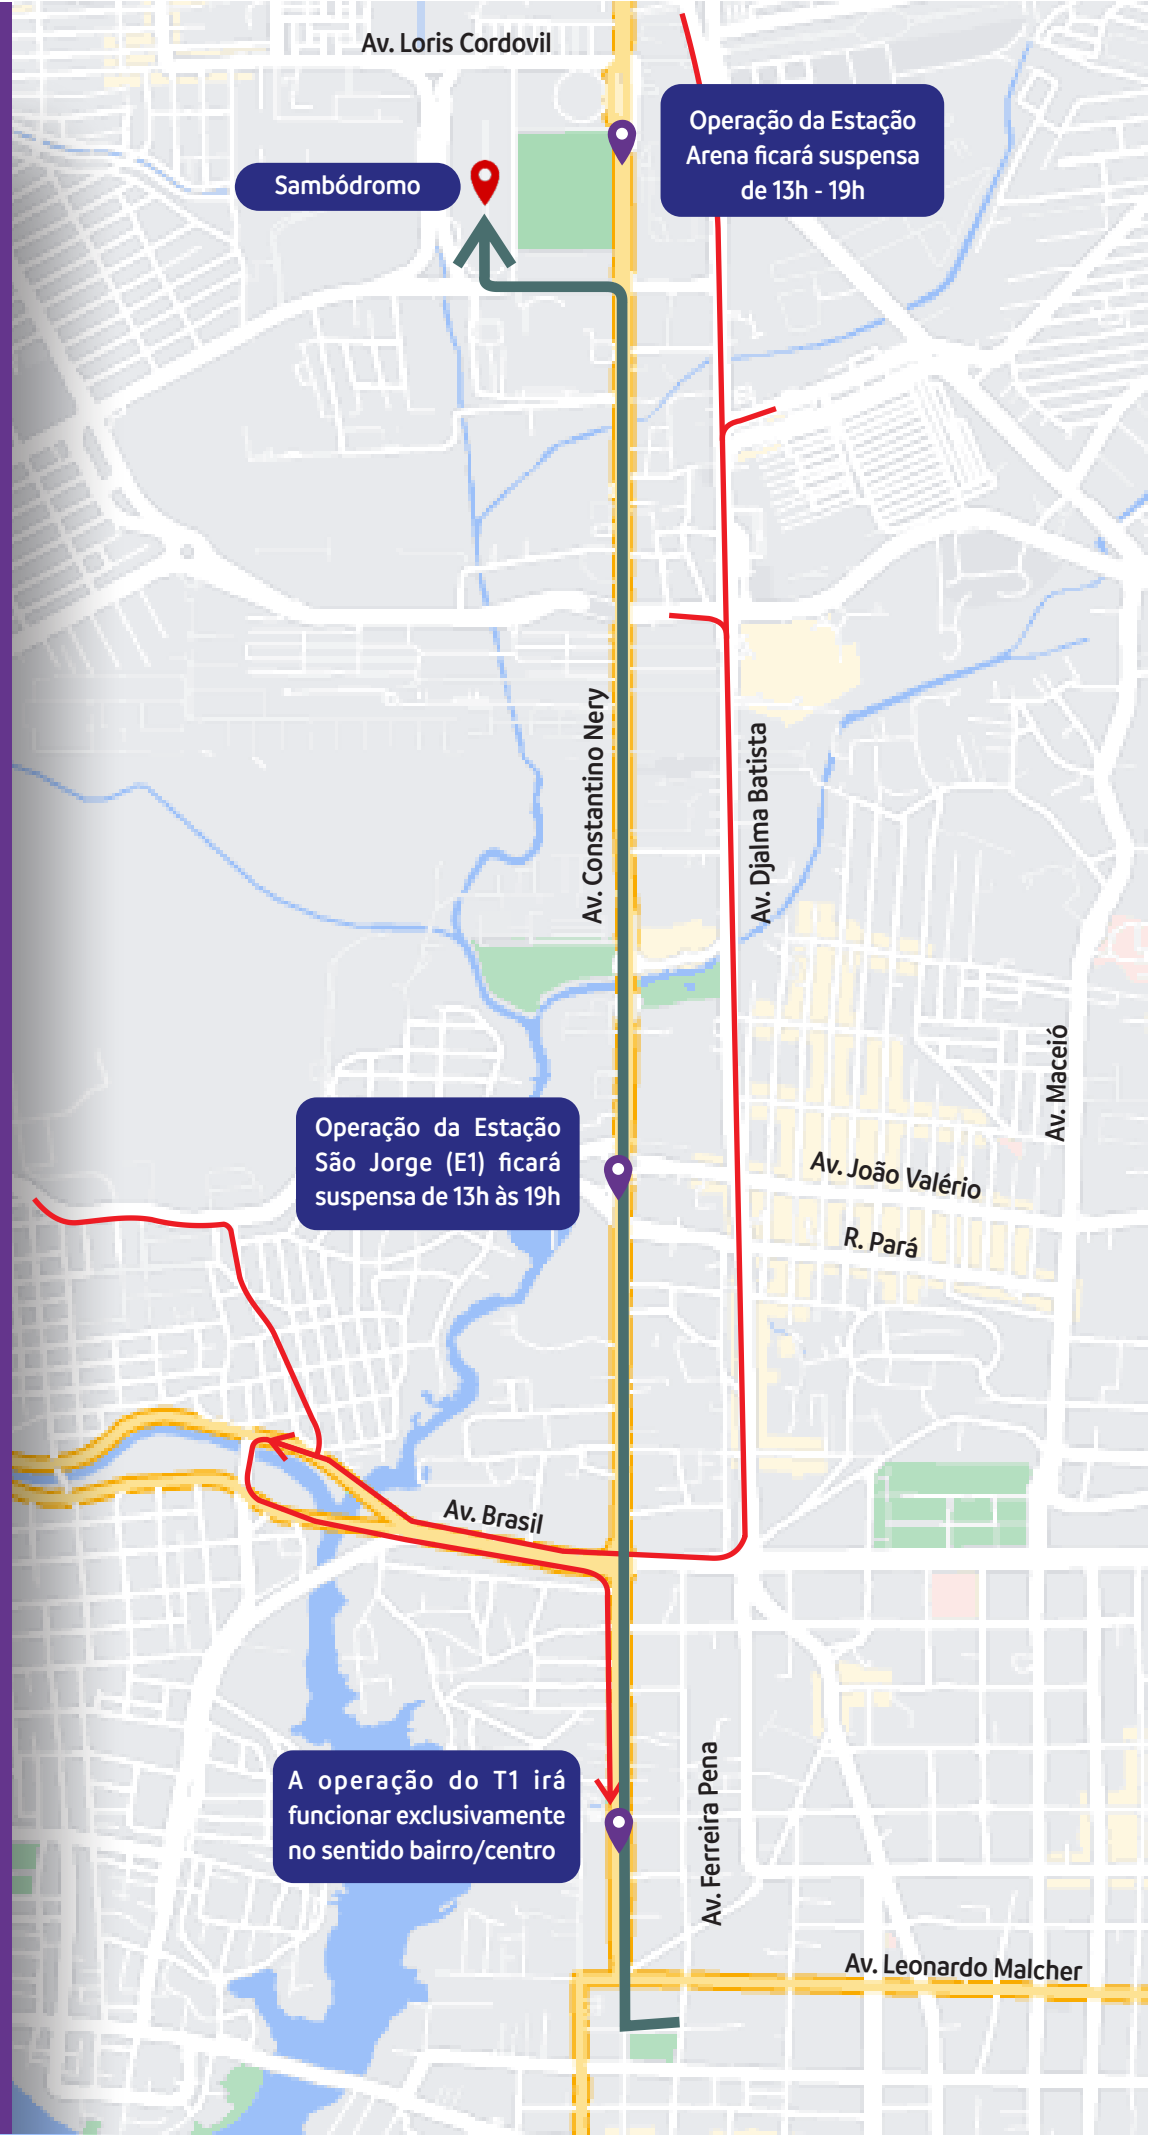 Av. Loris Cordovil
Operação da Estação
Arena ficará suspensa
de 13h - 19h
Sambódromo
Av. Constantino Nery
Av. Djalma Batista
Av. Maceió
Operação da Estação
São Jorge (E1) ficará
suspensa de 13h às 19h
Av. João Valério
R. Pará
Av. Brasil
A operação do T1 irá
funcionar exclusivamente
no sentido bairro/centro
Av. Ferreira Pena
Av. Leonardo Malcher